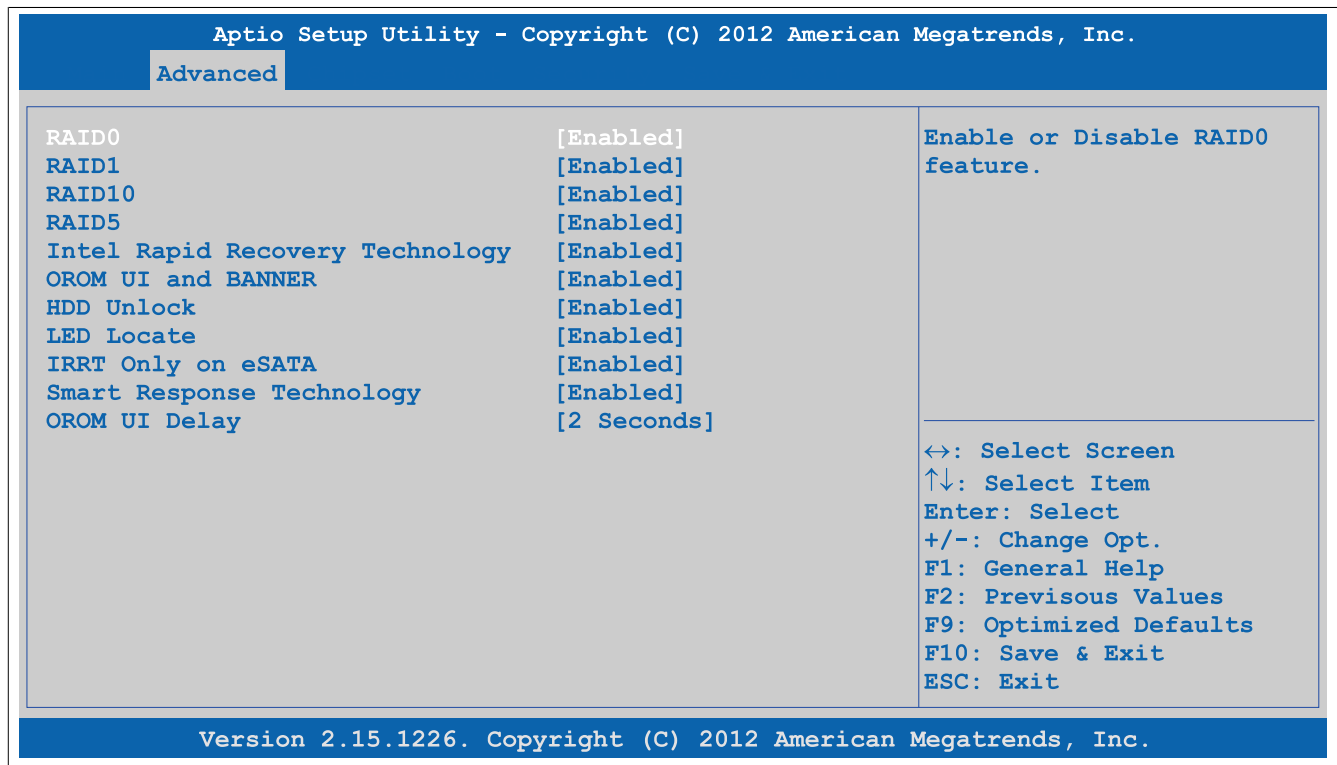 Aptio Setup Utility - Copyright (C) 2012 American Megatrends, Inc.
Advanced
RAID0 [Enabled]
RAID1 [Enabled]
RAID10 [Enabled]
RAID5 [Enabled]
Intel Rapid Recovery Technology [Enabled]
OROM UI and BANNER [Enabled]
HDD Unlock [Enabled]
LED Locate [Enabled]
IRRT Only on eSATA [Enabled]
Smart Response Technology [Enabled]
OROM UI Delay [2 Seconds]
Enable or Disable RAID0
feature.
↔: Select Screen
↑↓: Select Item
Enter: Select
+/-: Change Opt.
F1: General Help
F2: Previsous Values
F9: Optimized Defaults
F10: Save & Exit
ESC: Exit
Version 2.15.1226. Copyright (C) 2012 American Megatrends, Inc.